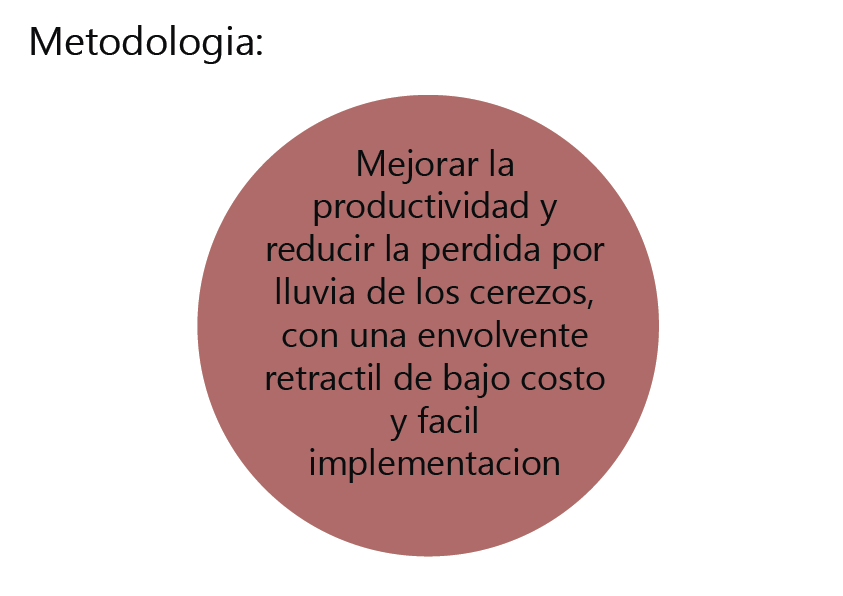 Metodologia:
Mejorar la
productividad y
reducir la perdida por
lluvia de los cerezos,
con una envolvente
retractil de bajo costo
y facil
implementacion